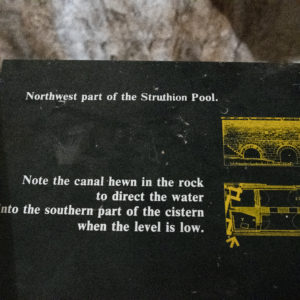 Northwest part of the Struthion Pool.
Note the canal hewn in the rock
to direct the water
into the southern part of the cistern
when the level is low.